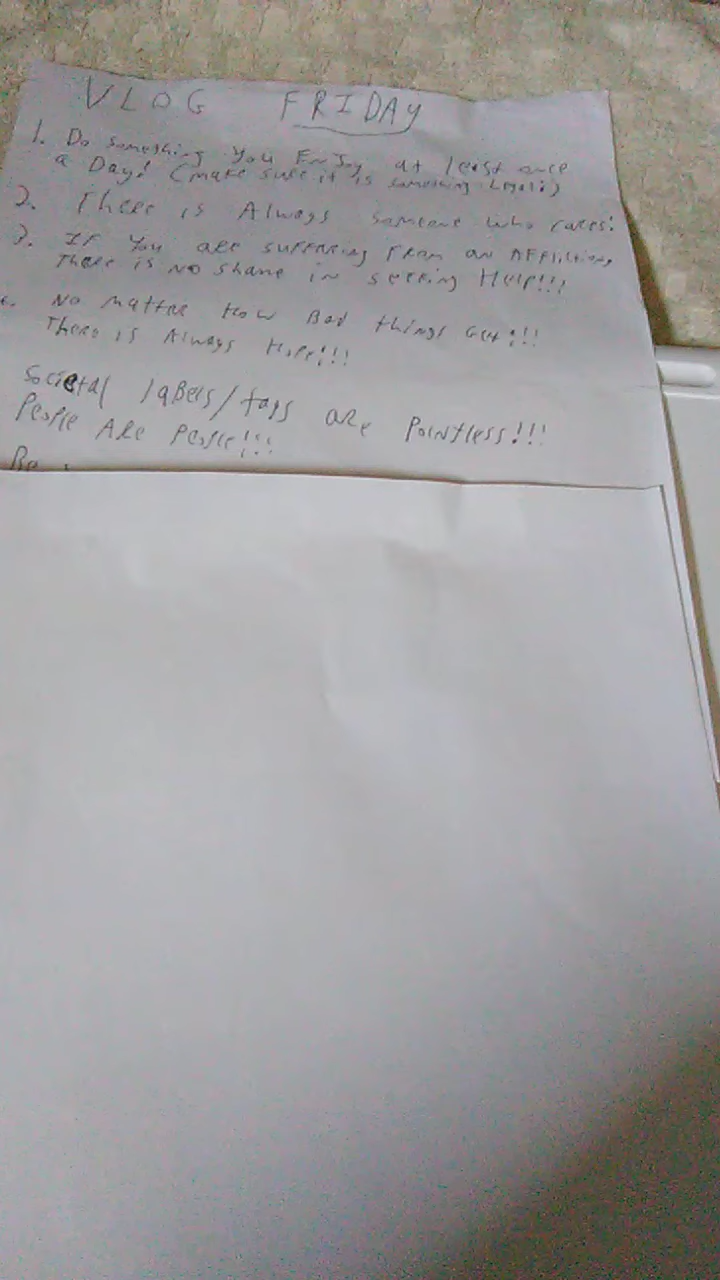 VLOG FRIDAY
1. Do something you Enjoy at least once
a Day! (make sure it is something Legal:)
2. There is Always someone who cares!
3. IF you are suffering From an Affliction,
There is no shame in seeking Help!!!
No matter How Bad things Get!!!
There is Always Hope!!!
Societal labels/tags are Pointless!!!
People Are People!!!